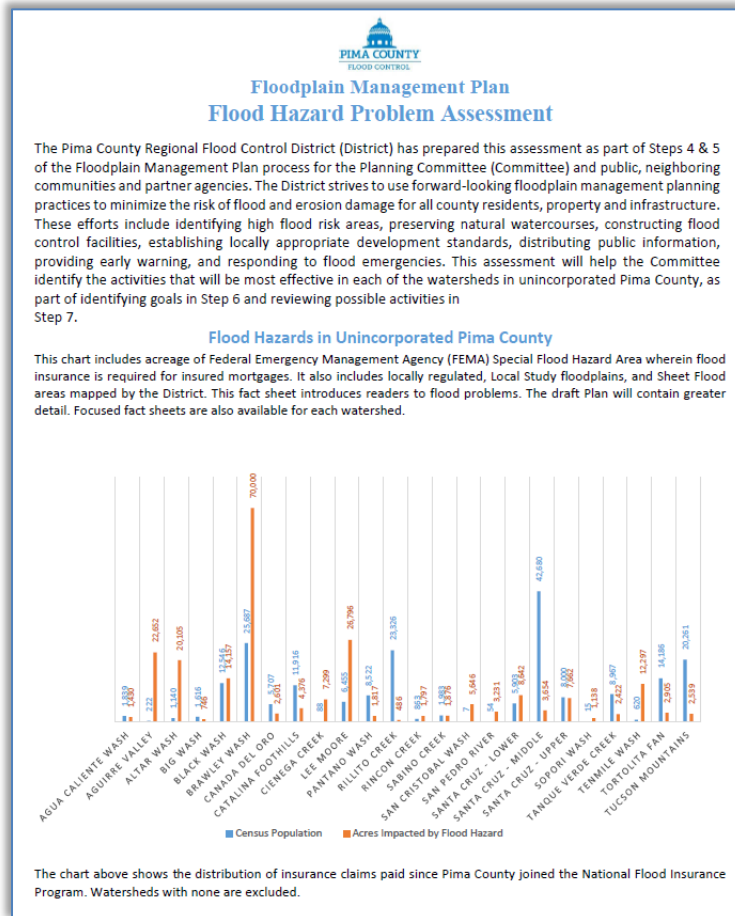 PIMA COUNTY
FLOOD CONTROL
Floodplain Management Plan
Flood Hazard Problem Assessment
The Pima County Regional Flood Control District (District) has prepared this assessment as part of Steps 4 & 5
of the Floodplain Management Plan process for the Planning Committee (Committee) and public, neighboring
communities and partner agencies. The District strives to use forward-looking floodplain management planning
practices to minimize the risk of flood and erosion damage for all county residents, property and infrastructure.
These efforts include identifying high flood risk areas, preserving natural watercourses, constructing flood
control facilities, establishing locally appropriate development standards, distributing public information,
providing early warning, and responding to flood emergencies. This assessment will help the Committee
identify the activities that will be most effective in each of the watersheds in unincorporated Pima County, as
part of identifying goals in Step 6 and reviewing possible activities in
Step 7.
Flood Hazards in Unincorporated Pima County
This chart includes acreage of Federal Emergency Management Agency (FEMA) Special Flood Hazard Area wherein flood
insurance is required for insured mortgages. It also includes locally regulated, Local Study floodplains, and Sheet Flood
areas mapped by the District. This fact sheet introduces readers to flood problems. The draft Plan will contain greater
detail. Focused fact sheets are also available for each watershed.
1,839
1,430
222
22,652
1,140
20,105
1,616
746
12,546
14,157
25,687
70,000
5,707
2,601
11,916
4,376
88
7,299
6,455
26,796
8,522
1,817
23,326
486
863
1,797
1,983
1,876
7
5,646
54
3,231
5,903
8,642
42,680
3,654
8,000
7,662
15
1,138
8,967
2,422
620
12,297
14,186
2,905
20,261
2,539
AGUA CALIENTE WASH
AGUIRRE VALLEY
ALTAR WASH
BIG WASH
BLACK WASH
BRAWLEY WASH
CANADA DEL ORO
CATALINA FOOTHILLS
CIENEGA CREEK
LEE MOORE
PANTANO WASH
RILLITO CREEK
RINCON CREEK
SABINO CREEK
SAN CRISTOBAL WASH
SAN PEDRO RIVER
SANTA CRUZ - LOWER
SANTA CRUZ - MIDDLE
SANTA CRUZ - UPPER
SOPORI WASH
TANQUE VERDE CREEK
TENMILE WASH
TORTOLITA FAN
TUCSON MOUNTAINS
Census Population
Acres Impacted by Flood Hazard
The chart above shows the distribution of insurance claims paid since Pima County joined the National Flood Insurance
Program. Watersheds with none are excluded.